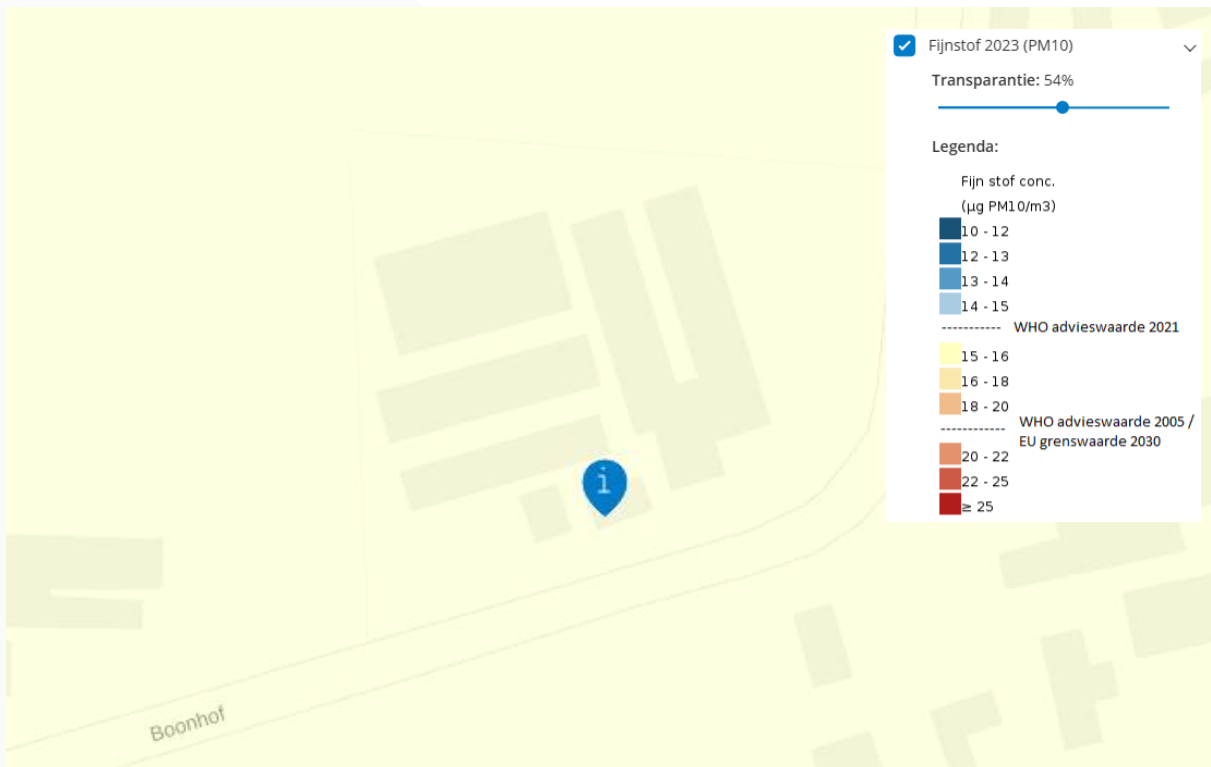 Fijnstof 2023 (PM10)
Transparantie: 54%
Legenda:
Fijn stof conc.
(µg PM10/m3)
10 - 12
12 - 13
13 - 14
14 - 15
----------- WHO advieswaarde 2021
15 - 16
16 - 18
18 - 20
------------ WHO advieswaarde 2005 /
EU grenswaarde 2030
20 - 22
22 - 25
≥ 25
i
Boonhof